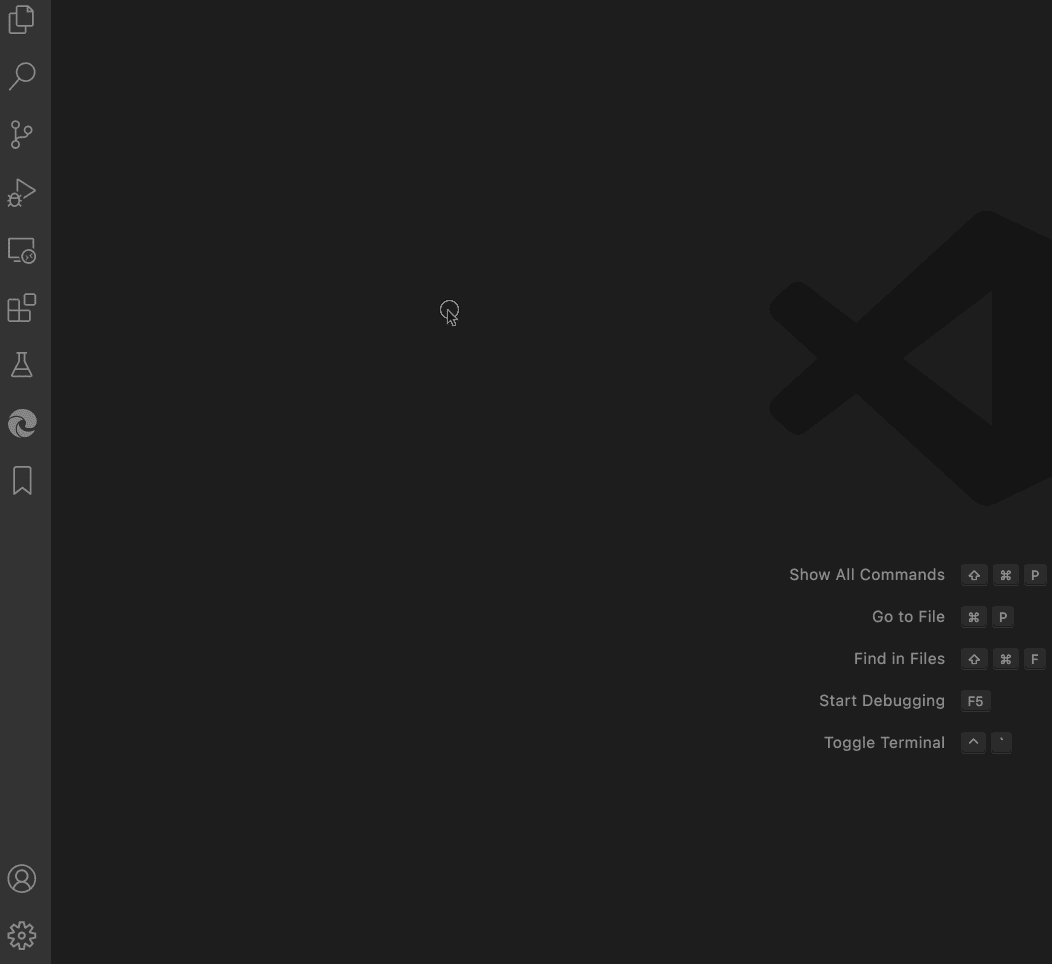 Show All Commands ⇧ ⌘ P
Go to File ⌘ P
Find in Files ⇧ ⌘ F
Start Debugging F5
Toggle Terminal ^ `